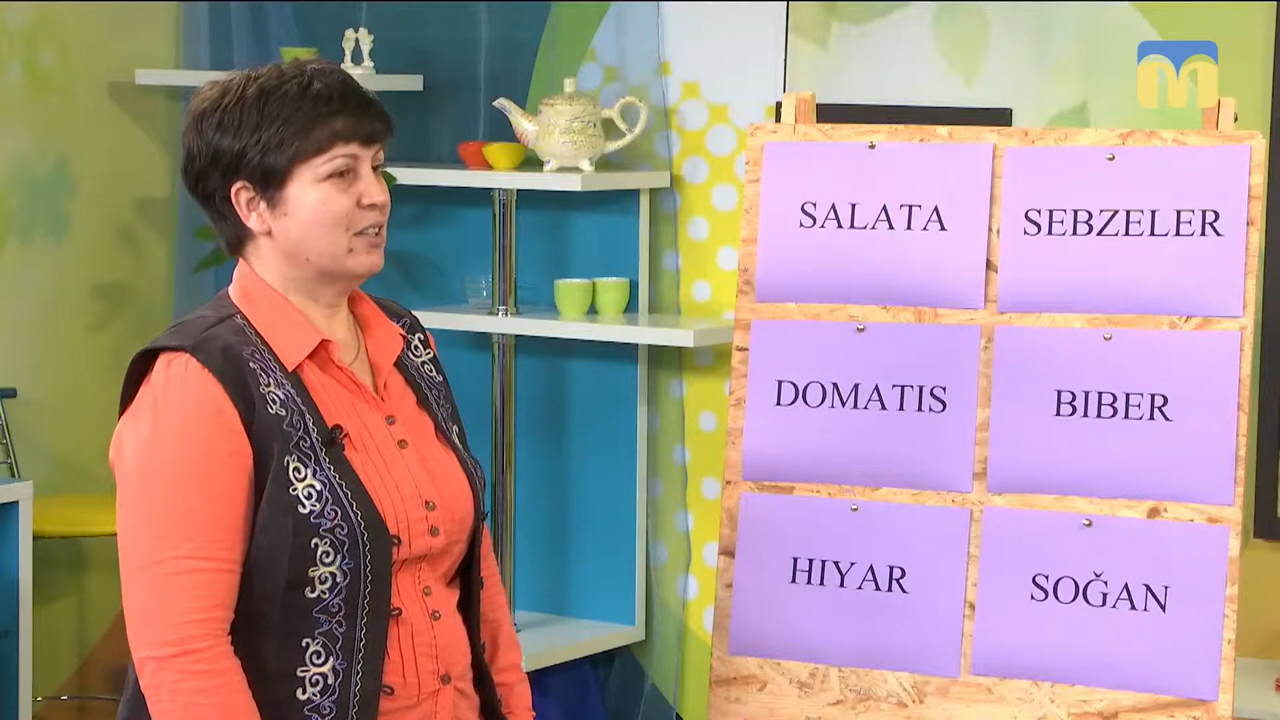 SALATA
SEBZELER
DOMATIS
BIBER
HIYAR
SOĞAN